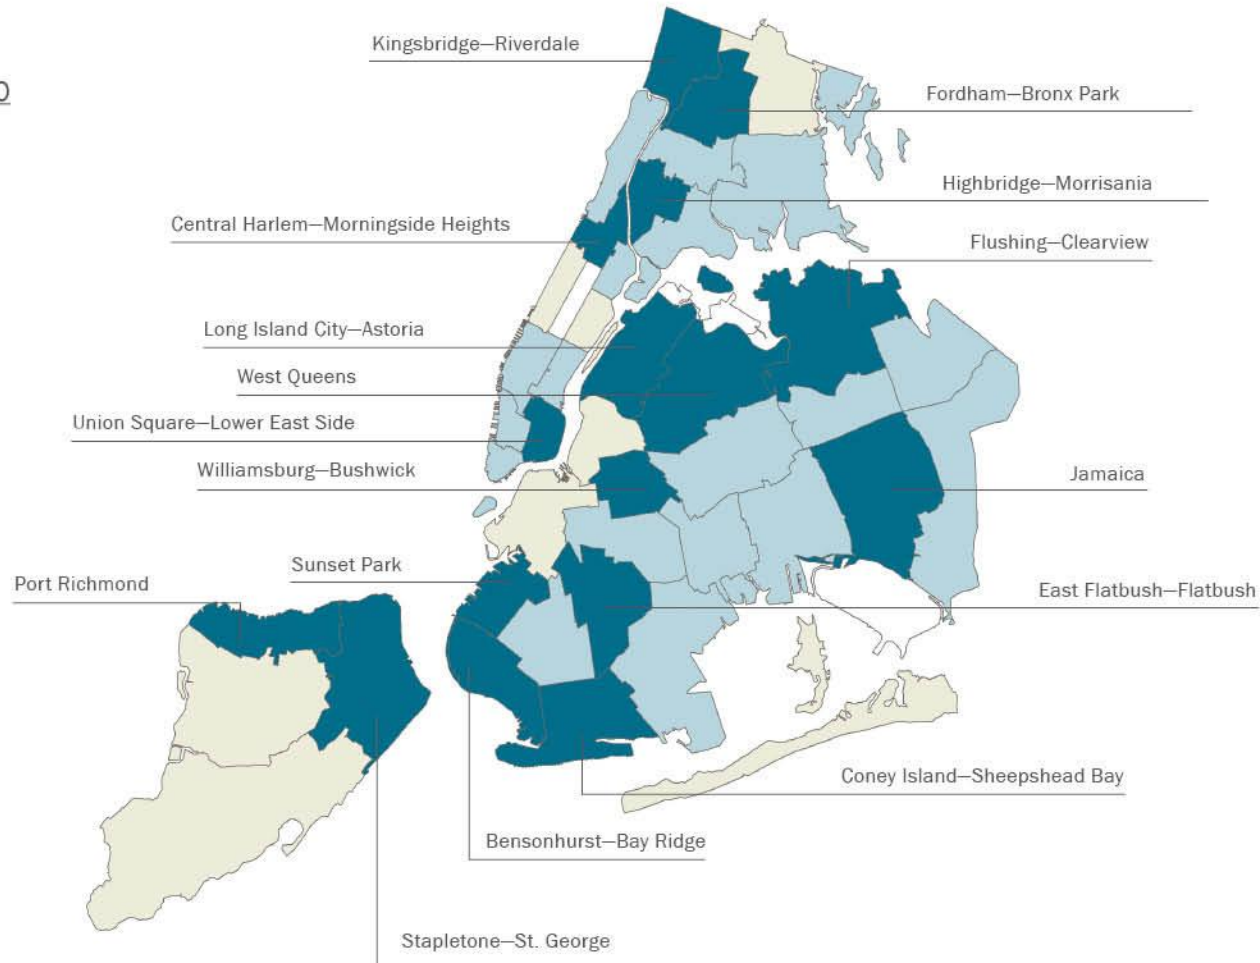 Kingsbridge—Riverdale
0
Fordham—Bronx Park
Highbridge—Morrisania
Central Harlem—Morningside Heights
Flushing—Clearview
Long Island City—Astoria
West Queens
Union Square—Lower East Side
Williamsburg—Bushwick
Jamaica
Sunset Park
Port Richmond
East Flatbush—Flatbush
Coney Island—Sheepshead Bay
Bensonhurst—Bay Ridge
Stapletone—St. George